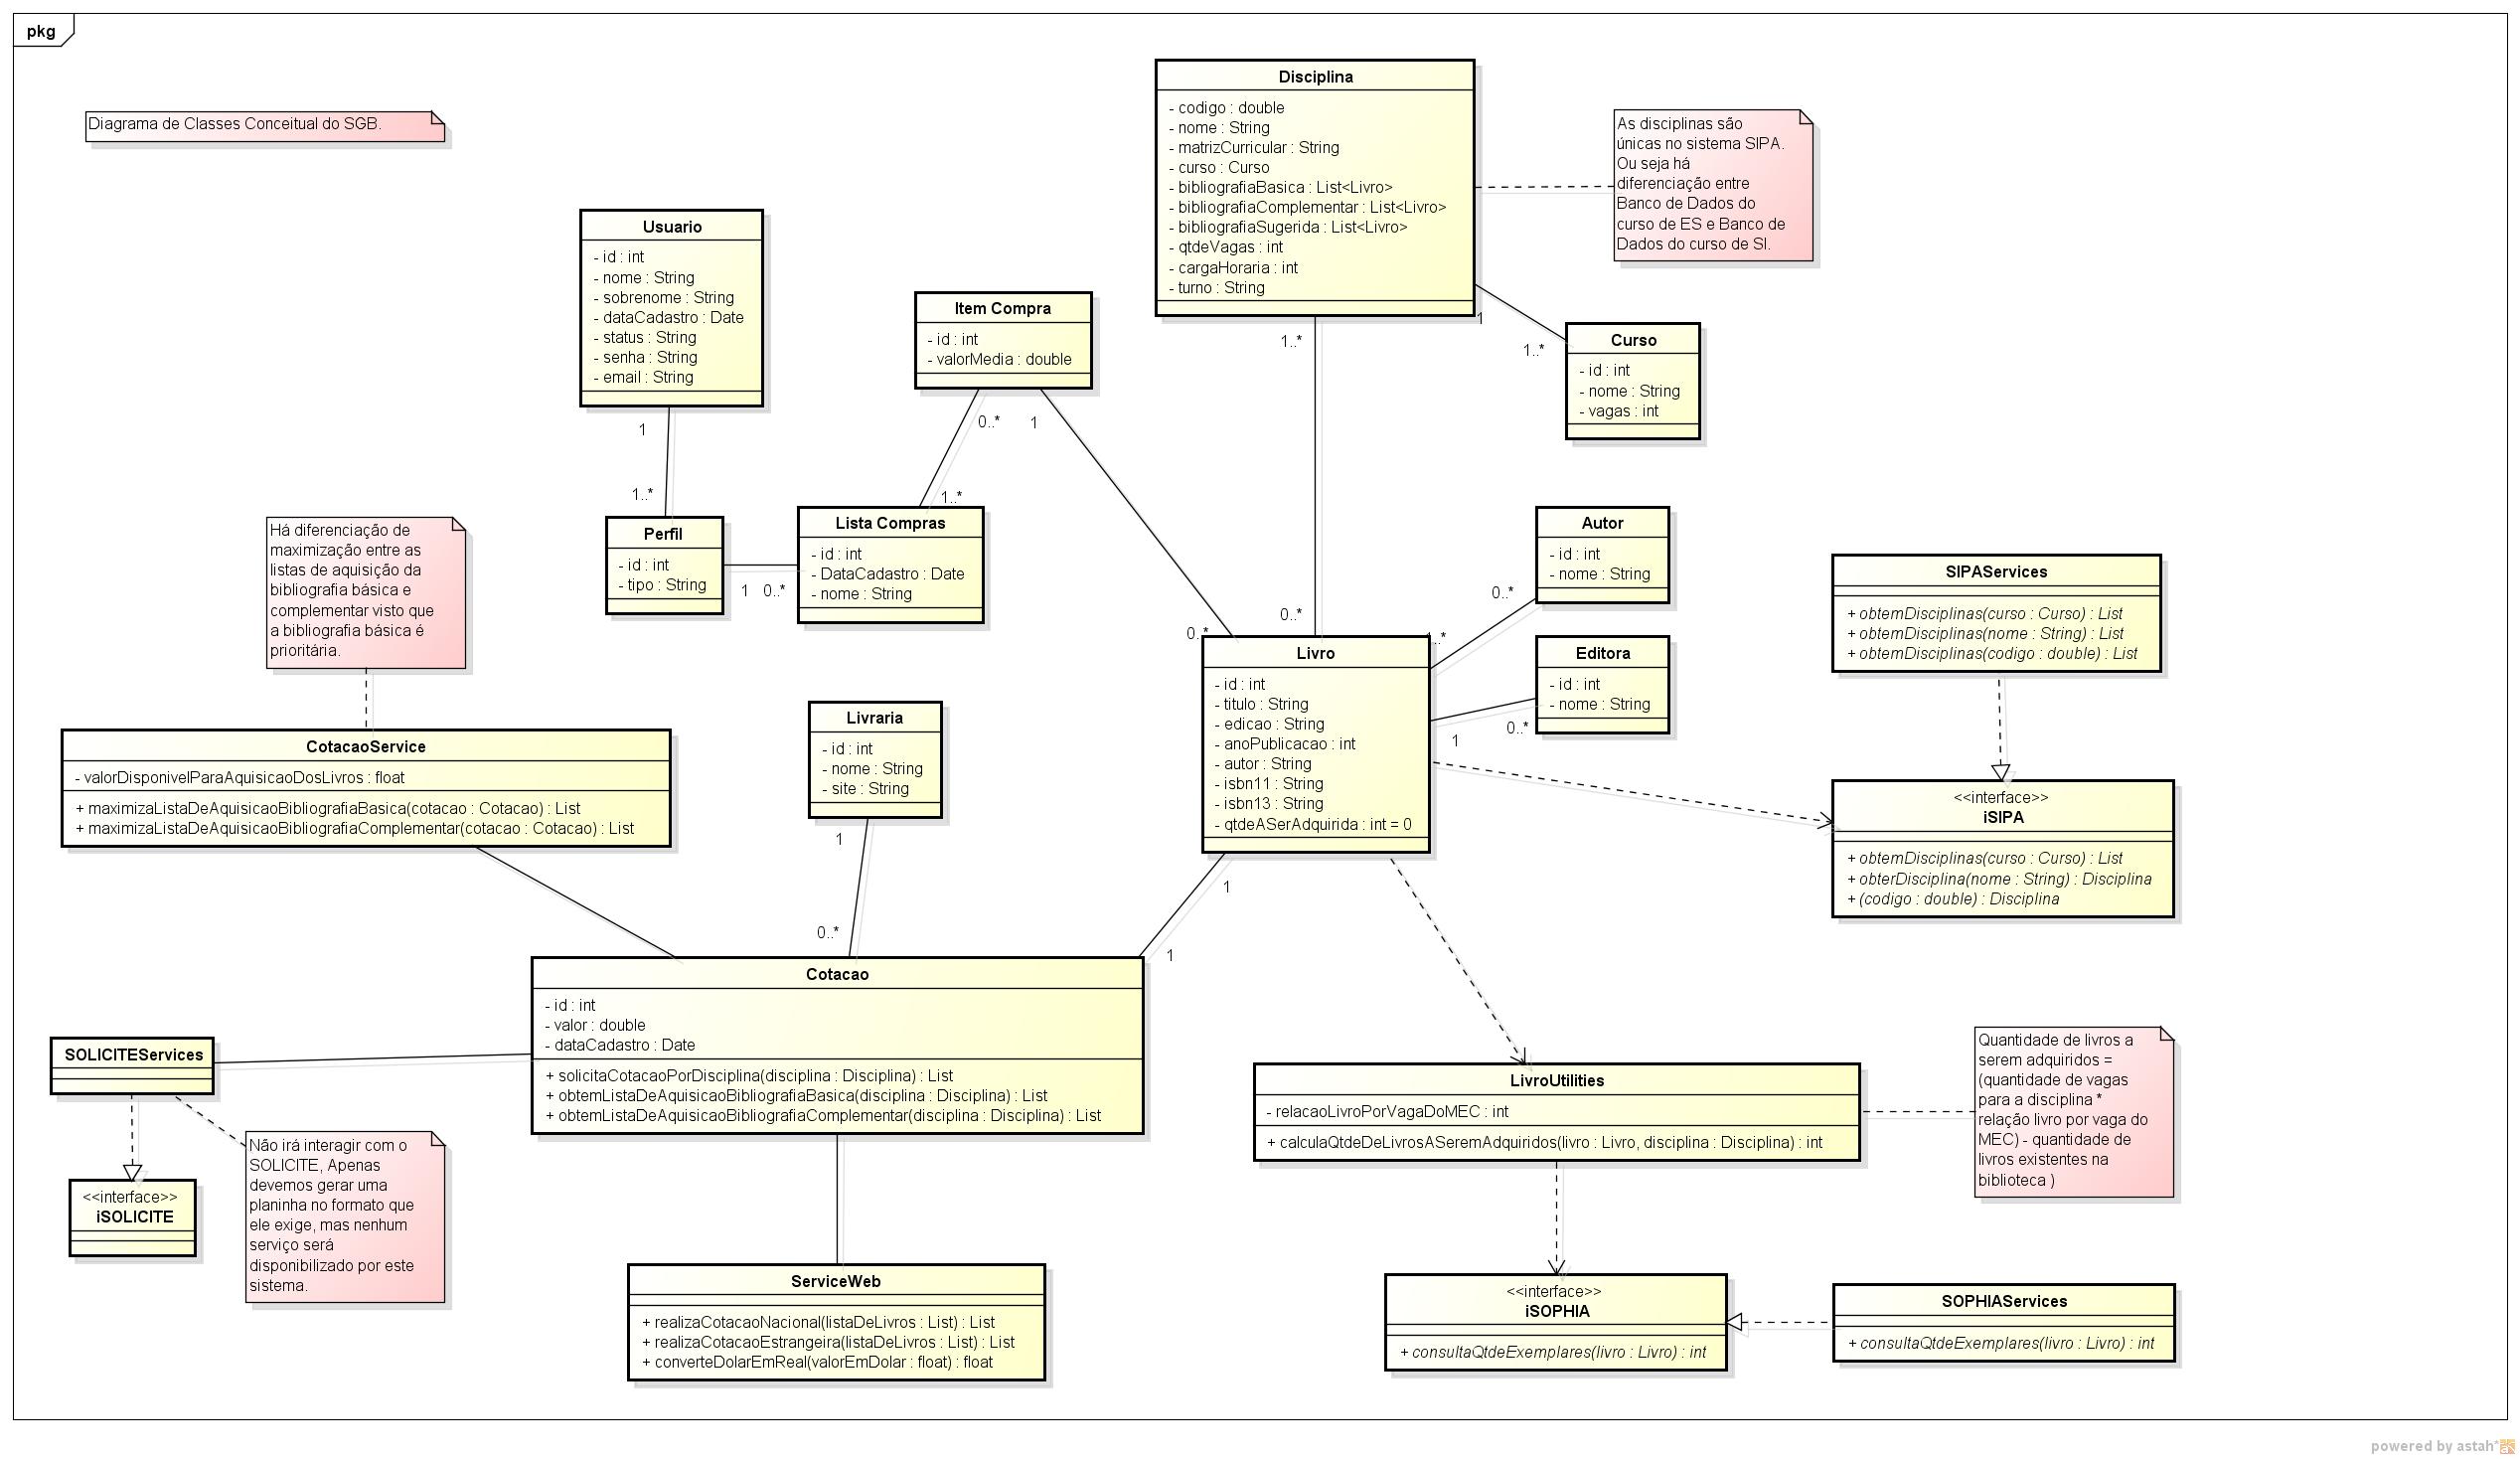 pkg
Diagrama de Classes Conceitual do SGB.
Disciplina
- codigo : double
- nome : String
- matrizCurricular : String
- curso : Curso
- bibliografiaBasica : List<Livro>
- bibliografiaComplementar : List<Livro>
- bibliografiaSugerida : List<Livro>
- qtdeVagas : int
- cargaHoraria : int
- turno : String
As disciplinas são
únicas no sistema SIPA.
Ou seja há
diferenciação entre
Banco de Dados do
curso de ES e Banco de
Dados do curso de SI.
Usuario
- id : int
- nome : String
- sobrenome : String
- dataCadastro : Date
- status : String
- senha : String
- email : String
Item Compra
- id : int
- valorMedia : double
1
1..*
1..*
Curso
- id : int
- nome : String
- vagas : int
1
0..*
1
1..*
1..*
Perfil
- id : int
- tipo : String
1
0..*
Lista Compras
- id : int
- DataCadastro : Date
- nome : String
Há diferenciação de
maximização entre as
listas de aquisição da
bibliografia básica e
complementar visto que
a bibliografia básica é
prioritária.
Autor
- id : int
- nome : String
0..*
0..*
0..*
..*
Livro
- id : int
- titulo : String
- edicao : String
- anoPublicacao : int
- autor : String
- isbn11 : String
- isbn13 : String
- qtdeASerAdquirida : int = 0
Editora
- id : int
- nome : String
1
0..*
SIPAServices
+ obtemDisciplinas(curso : Curso) : List
+ obtemDisciplinas(nome : String) : List
+ obtemDisciplinas(codigo : double) : List
<<interface>>
iSIPA
+ obtemDisciplinas(curso : Curso) : List
+ obterDisciplina(nome : String) : Disciplina
+ (codigo : double) : Disciplina
CotacaoService
- valorDisponivelParaAquisicaoDosLivros : float
+ maximizaListaDeAquisicaoBibliografiaBasica(cotacao : Cotacao) : List
+ maximizaListaDeAquisicaoBibliografiaComplementar(cotacao : Cotacao) : List
Livraria
- id : int
- nome : String
- site : String
1
0..*
1
1
Cotacao
- id : int
- valor : double
- dataCadastro : Date
+ solicitaCotacaoPorDisciplina(disciplina : Disciplina) : List
+ obtemListaDeAquisicaoBibliografiaBasica(disciplina : Disciplina) : List
+ obtemListaDeAquisicaoBibliografiaComplementar(disciplina : Disciplina) : List
SOLICITEServices
<<interface>>
iSOLICITE
Não irá interagir com o
SOLICITE, Apenas
devemos gerar uma
planinha no formato que
ele exige, mas nenhum
serviço será
disponibilizado por este
sistema.
LivroUtilities
- relacaoLivroPorVagaDoMEC : int
+ calculaQtdeDeLivrosASeremAdquiridos(livro : Livro, disciplina : Disciplina) : int
Quantidade de livros a
serem adquiridos =
(quantidade de vagas
para a disciplina *
relação livro por vaga do
MEC) - quantidade de
livros existentes na
biblioteca )
ServiceWeb
+ realizaCotacaoNacional(listaDeLivros : List) : List
+ realizaCotacaoEstrangeira(listaDeLivros : List) : List
+ converteDolarEmReal(valorEmDolar : float) : float
<<interface>>
iSOPHIA
+ consultaQtdeExemplares(livro : Livro) : int
SOPHIAServices
+ consultaQtdeExemplares(livro : Livro) : int
powered by astah*